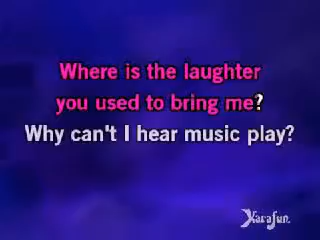 Where is the laughter
you used to bring me?
Why can't I hear music play?
Karafun